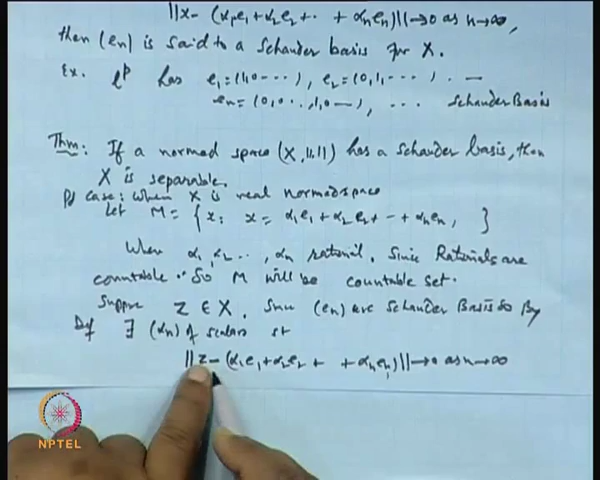 ||x-(α1e1+α2e2+·· + αnen)||→0 as n→∞,
then (en) is said to a Schauder basis for X.
Ex. l^p has e1=(1,0---), e2=(0,1,---). —
en=(0,0··,1,0—), ··· Schauder Basis
Thm: If a normed space (X,||.||) has a Schauder basis, then
X is separable.
Pf case: When X is real normed space
Let M= { x: x= α1e1+α2e2+--+αnen, }
When α1,α2··, αn rational. Since Rationals are
countable. So M will be countable set.
Suppose Z ∈ X. Since (en) are Schauder Basis So By
Def ∃ (αn) of scalars st
||z-(α1e1+α2e2+ +αnen)||→0 as n→∞
NPTEL